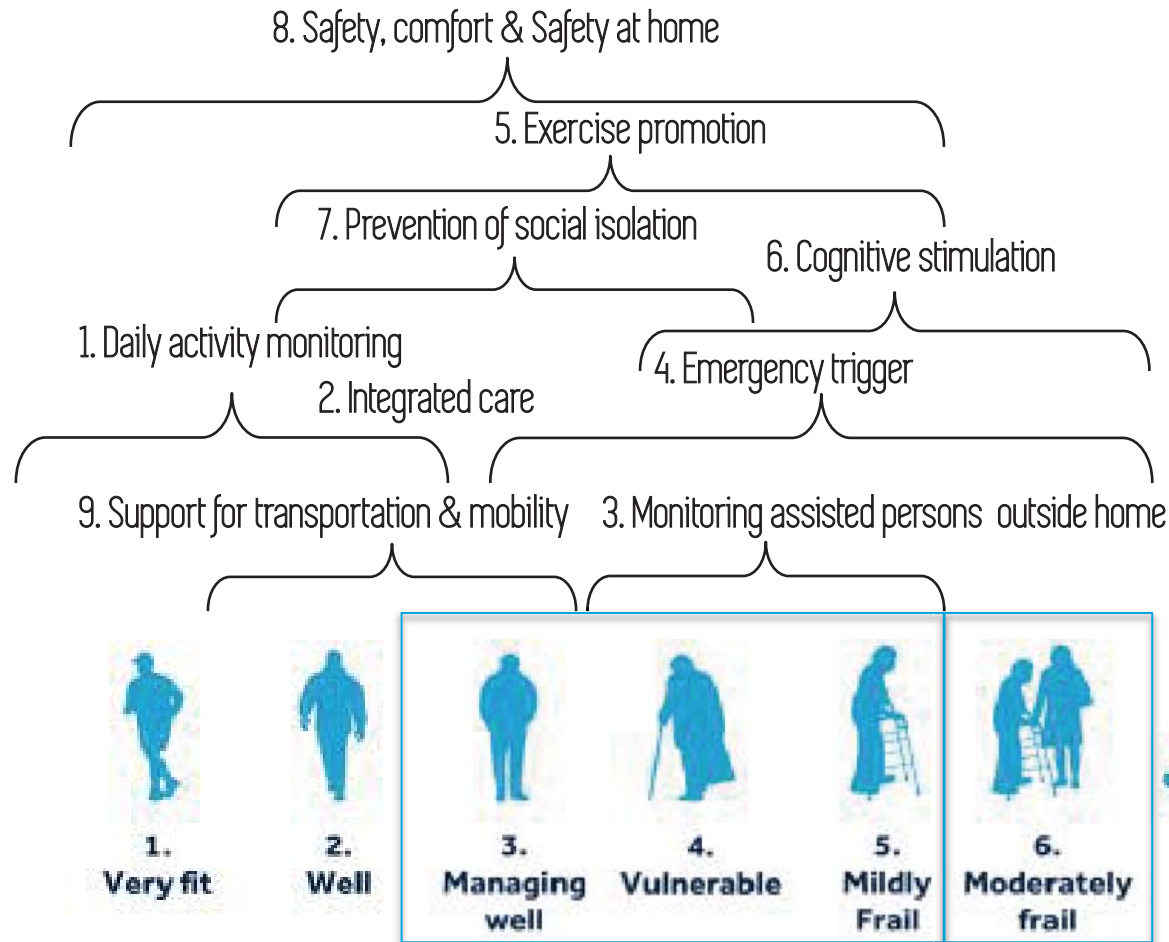 8. Safety, comfort & Safety at home
5. Exercise promotion
7. Prevention of social isolation
6. Cognitive stimulation
1. Daily activity monitoring
4. Emergency trigger
2. Integrated care
9. Support for transportation & mobility
3. Monitoring assisted persons outside home
1.
Very fit
2.
Well
3.
Managing
well
4.
Vulnerable
5.
Mildly
Frail
6.
Moderately
frail